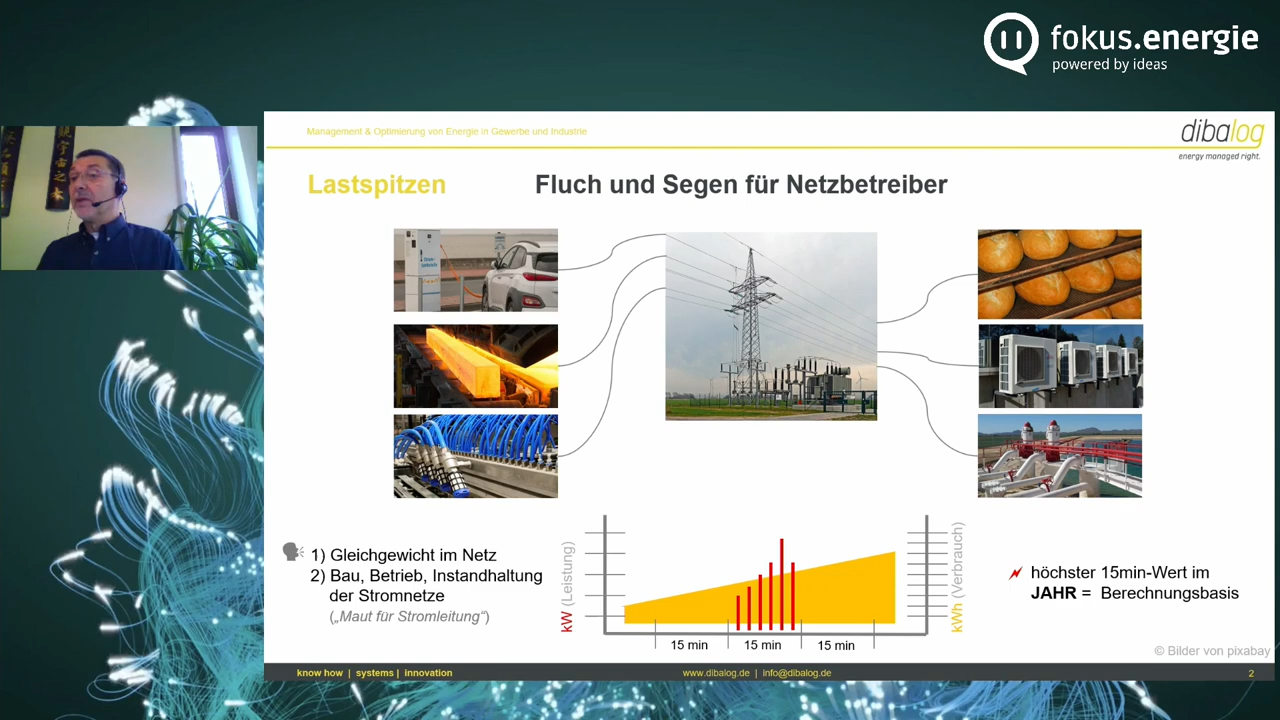 fokus.energie
powered by ideas
Management & Optimierung von Energie in Gewerbe und Industrie
dibalog
energy managed right.
Lastspitzen
Fluch und Segen für Netzbetreiber
1) Gleichgewicht im Netz
2) Bau, Betrieb, Instandhaltung
der Stromnetze
(„Maut für Stromleitung“)
kW (Leistung)
15 min
15 min
15 min
kWh (Verbrauch)
höchster 15min-Wert im
JAHR = Berechnungsbasis
© Bilder von pixabay
know how | systems | innovation
www.dibalog.de | info@dibalog.de
2